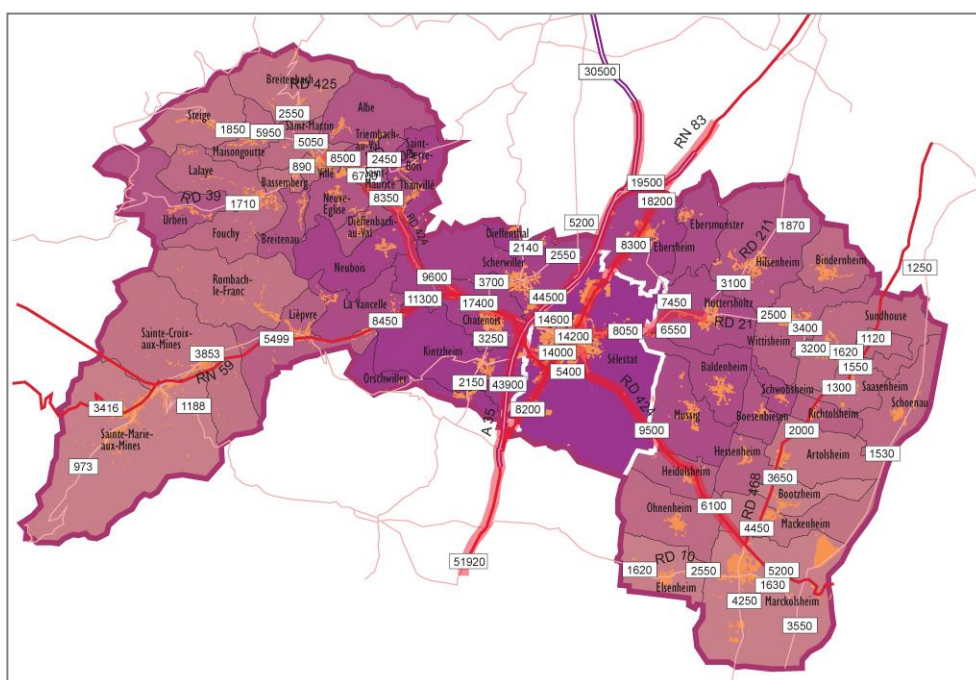 30500
RN 83
Breitenbach
RD 425
Albe
2550
Steige
1850
5950
Saint-Martin
5050
Triembach-
au-Val
Saint-
Pierre-
Bois
Maisongoutte
890
8500
2450
Villé
6700
Saint-
Maurice
Thanvillé
Lalaye
Bassemberg
8350
19500
18200
RD 39
1710
Neuve-
Eglise
Urbeis
Fouchy
Breitenau
Dieffenbach-
au-Val
RD 424
Dieffenthal
5200
2140
2550
8300
Ebersheim
Ebersmunster
1870
RD 211
Hilsenheim
Bindernheim
1250
Neubois
Scherwiller
9600
3700
3100
Rombach-
le-Franc
La Vancelle
11300
17400
44500
7450
Muttersholtz
Sundhouse
Lièpvre
8450
Chatenois
14600
2500
3400
RD 21
Sainte-Croix-
aux-Mines
5499
3250
14200
8050
6550
Wittisheim
1120
3853
Kintzheim
14000
3200
1620
RN 59
5400
Sélestat
1550
Baldenheim
Saasenheim
Orschwiller
2150
43900
Schwobsheim
1300
3416
1188
8200
RD 424
Mussig
Boesenbiesen
Richtolsheim
Schoenau
A 35
9500
2000
Sainte-Marie-
aux-Mines
Hessenheim
Artolsheim
1530
973
Heidolsheim
3650
RD 468
Bootzheim
Ohnenheim
6100
4450
Mackenheim
51920
RD 10
1620
2550
5200
Elsenheim
1630
4250
Marckolsheim
3550